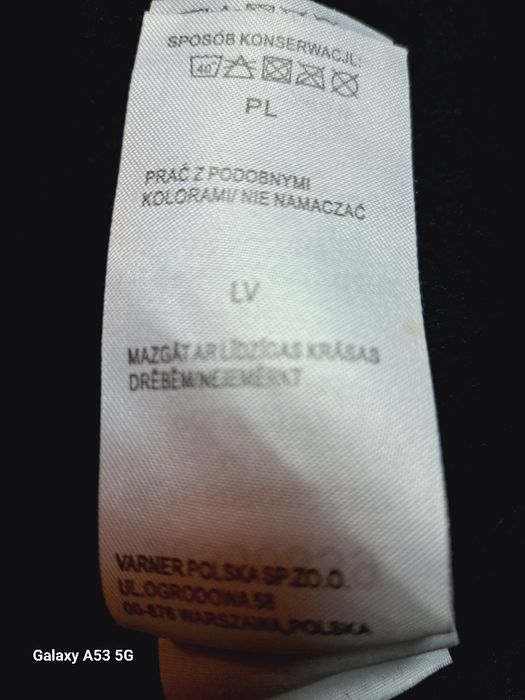 SPOSÓB KONSERWACJI:
40°
PL
PRAĆ Z PODOBNYMI
KOLORAMI/ NIE NAMACZAĆ
LV
MAZGĀT AR LĪDZĪGAS KRĀSAS
DRĒBĒM/NEIEMĒRKT
VARNER POLSKA SP.ZO.O.
UL.OGRODOWA 58
00-876 WARSZAWA,POLSKA
Galaxy A53 5G